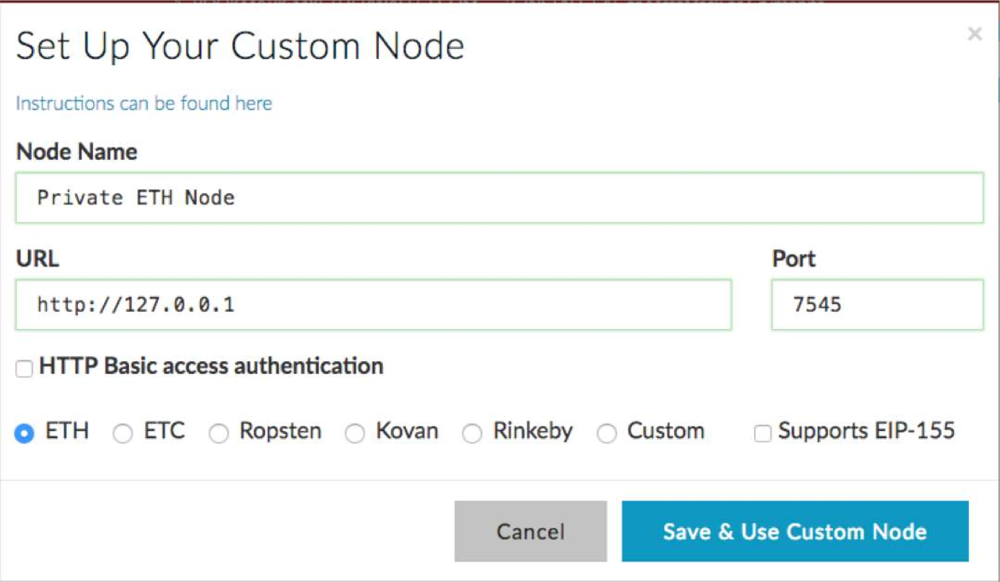 Set Up Your Custom Node
×
Instructions can be found here
Node Name
Private ETH Node
URL
Port
http://127.0.0.1
7545
HTTP Basic access authentication
ETH ETC Ropsten Kovan Rinkeby Custom Supports EIP-155
Cancel
Save & Use Custom Node